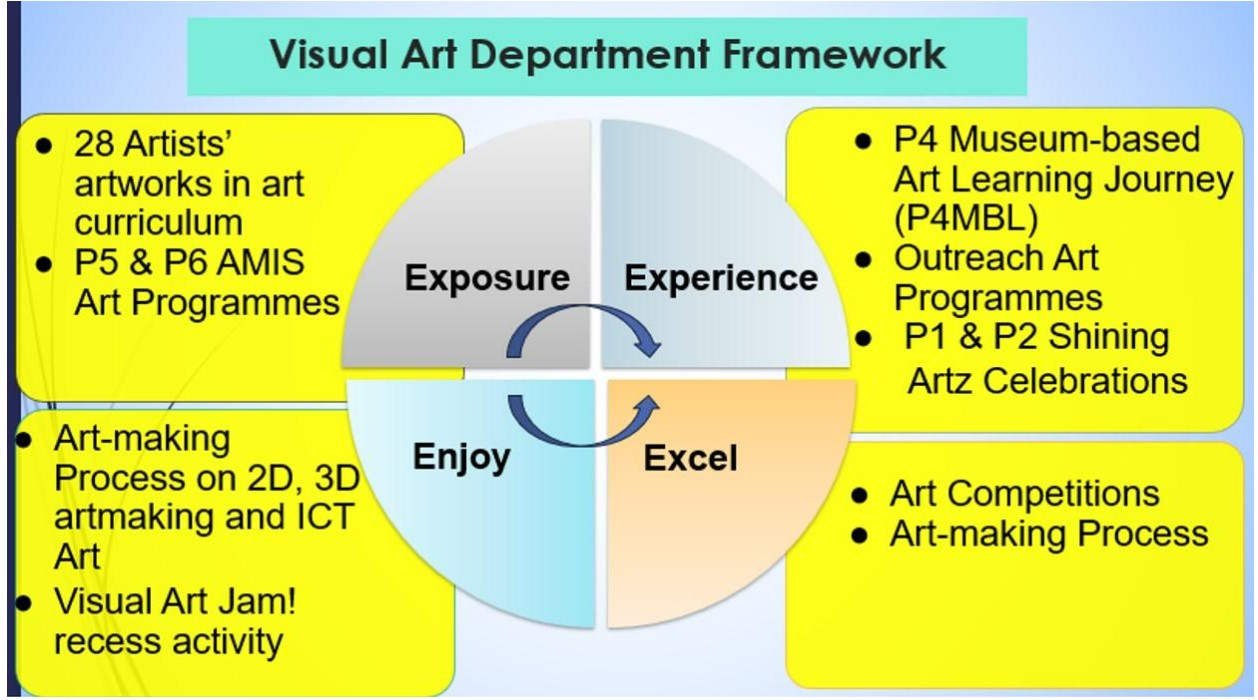 Visual Art Department Framework
● 28 Artists’
artworks in art
curriculum
● P5 & P6 AMIS
Art Programmes
Exposure
Experience
● P4 Museum-based
Art Learning Journey
(P4MBL)
● Outreach Art
Programmes
● P1 & P2 Shining
Artz Celebrations
● Art-making
Process on 2D, 3D
artmaking and ICT
Art
● Visual Art Jam!
recess activity
Enjoy
Excel
● Art Competitions
● Art-making Process